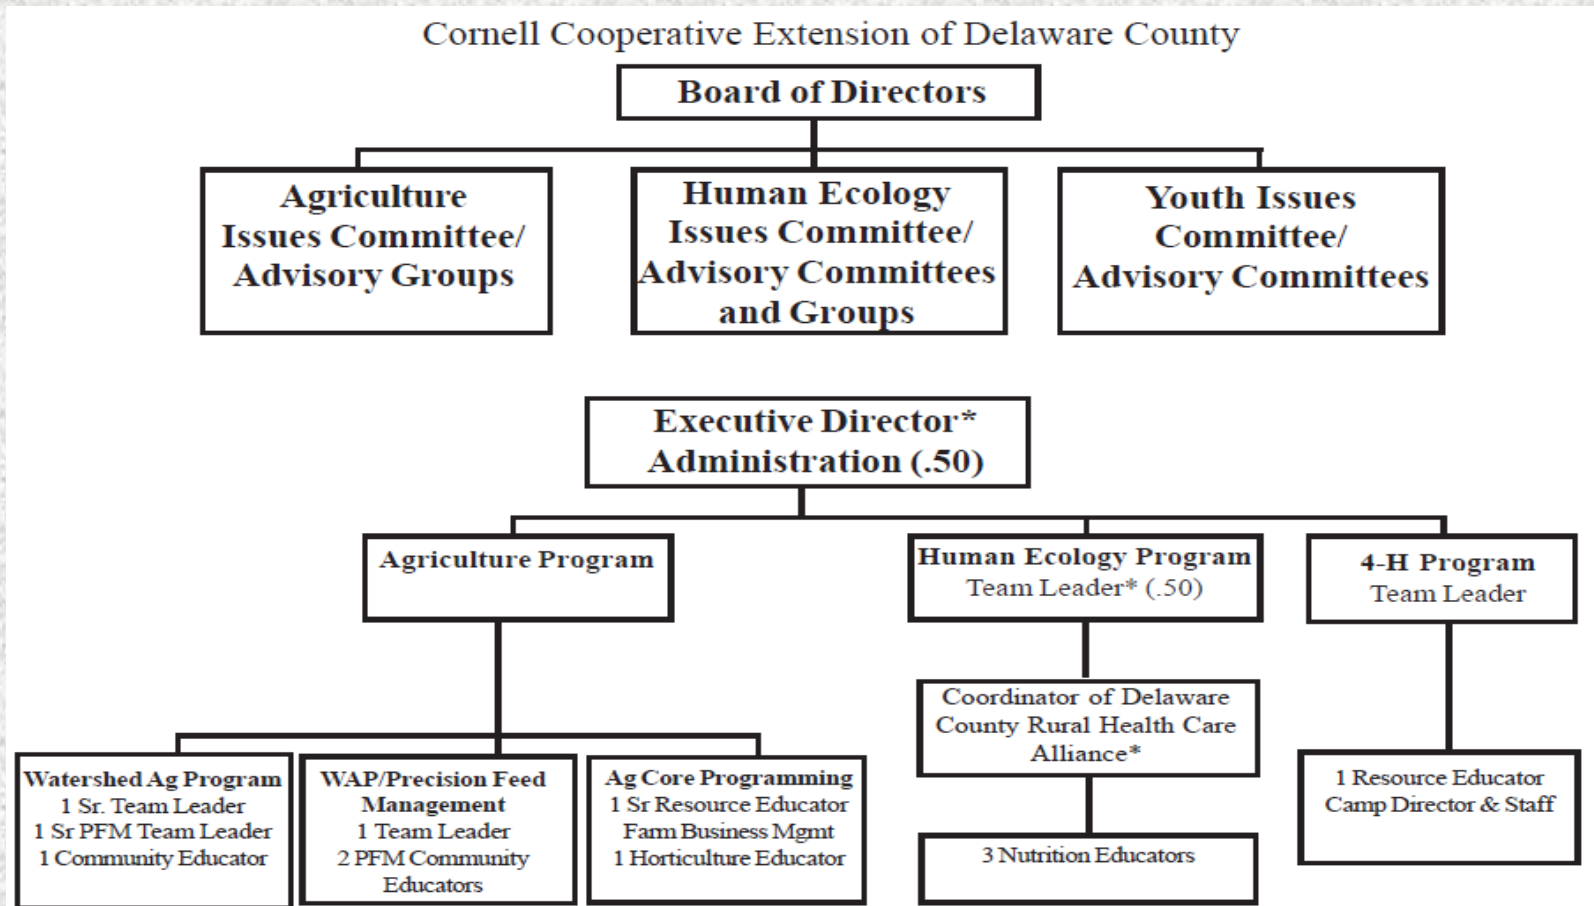 Cornell Cooperative Extension of Delaware County
Board of Directors
Agriculture
Issues Committee/
Advisory Groups
Human Ecology
Issues Committee/
Advisory Committees
and Groups
Youth Issues
Committee/
Advisory Committees
Executive Director*
Administration (.50)
Agriculture Program
Human Ecology Program
Team Leader* (.50)
4-H Program
Team Leader
Coordinator of Delaware
County Rural Health Care
Alliance*
Watershed Ag Program
1 Sr. Team Leader
1 Sr PFM Team Leader
1 Community Educator
WAP/Precision Feed
Management
1 Team Leader
2 PFM Community
Educators
Ag Core Programming
1 Sr Resource Educator
Farm Business Mgmt
1 Horticulture Educator
3 Nutrition Educators
1 Resource Educator
Camp Director & Staff